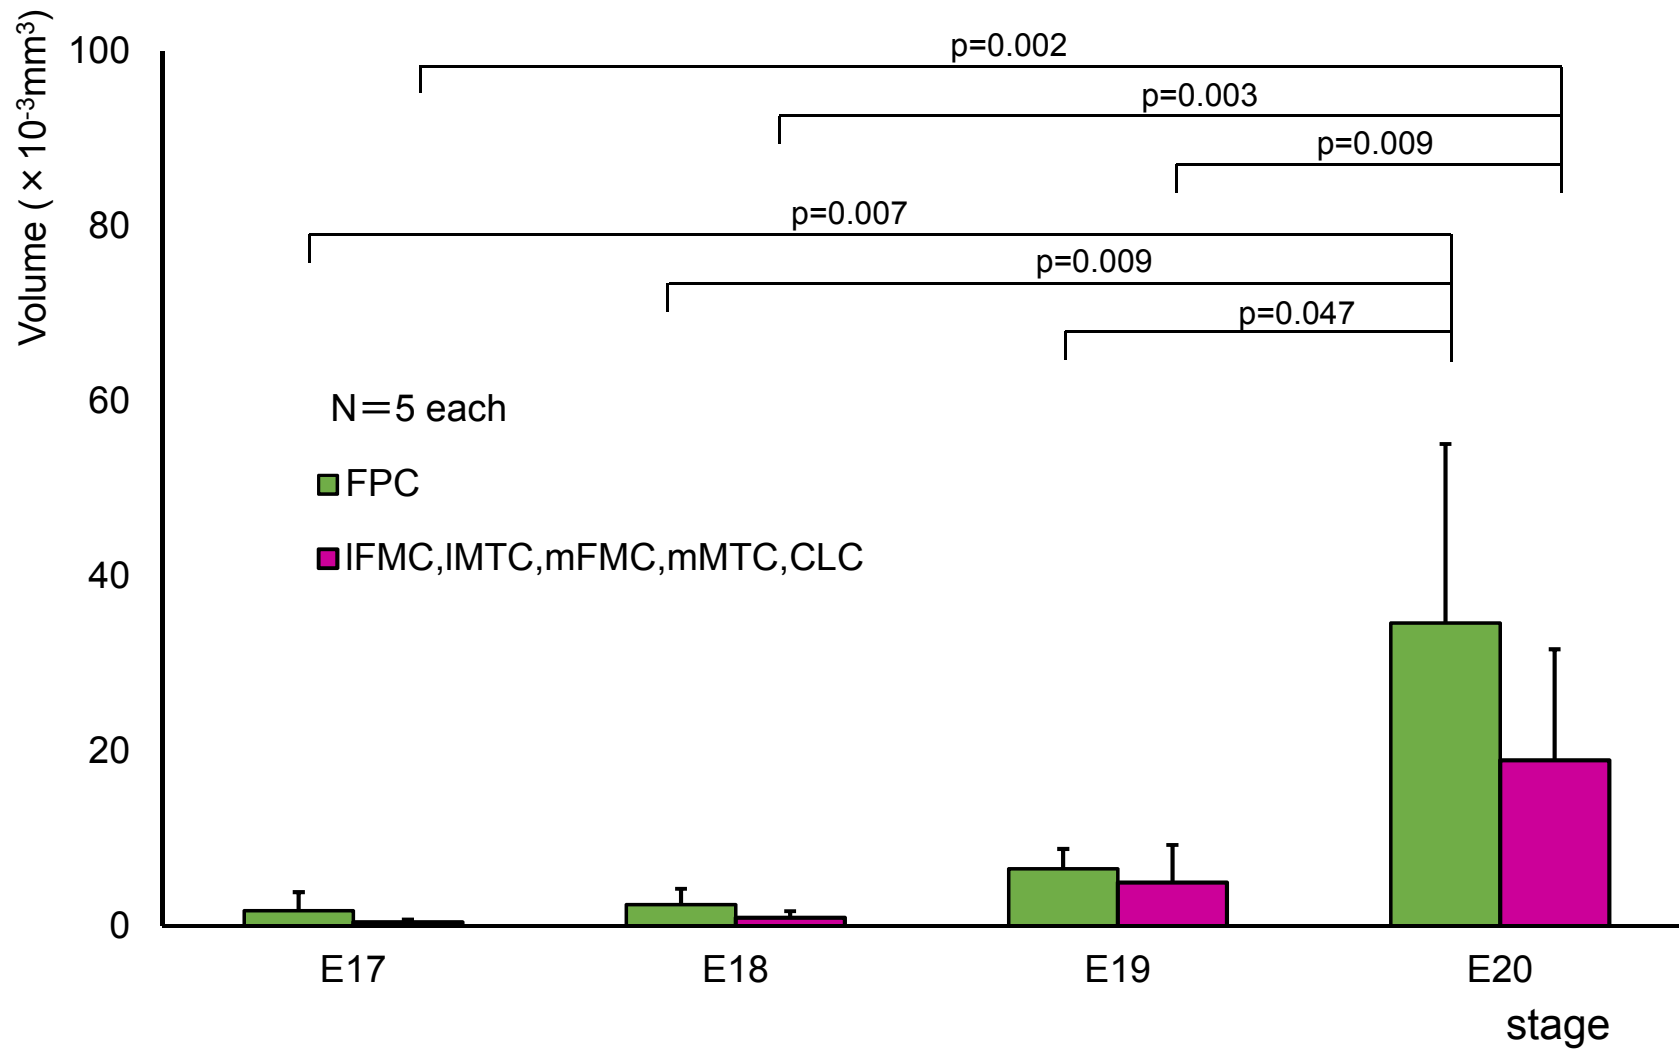 Volume (×10⁻³mm³)
100
80
60
40
20
0
p=0.002
p=0.003
p=0.009
p=0.007
p=0.009
p=0.047
N=5 each
FPC
lFMC,lMTC,mFMC,mMTC,CLC
E17 E18 E19 E20
stage